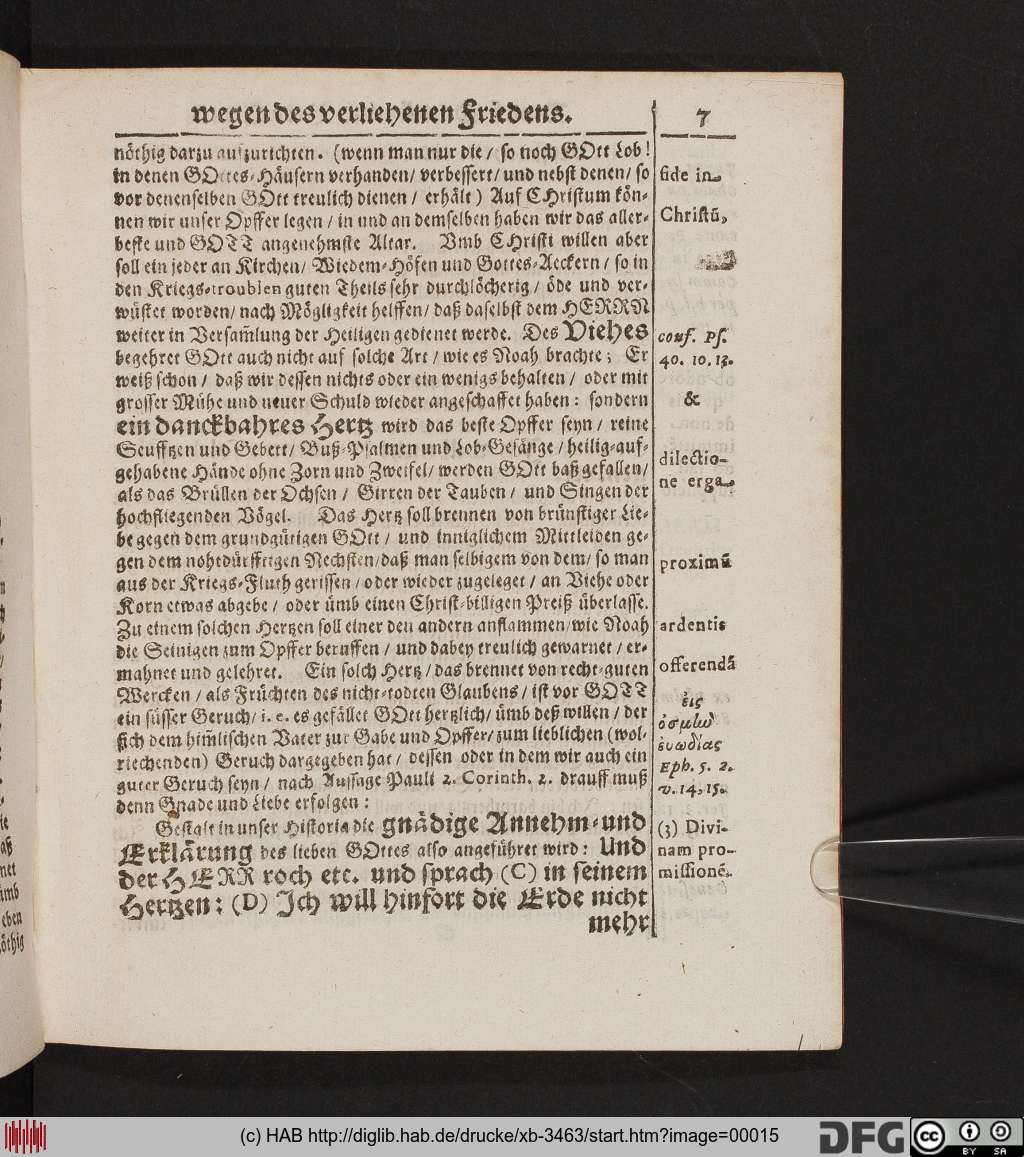 wegen des verliehenen Friedens. 7
nöthig darzu aufzurichten. (wenn man nur die / so noch GOtt Lob!
in denen GOttes-Häusern verhanden/ verbessert/ und nebst denen/ so
vor denenselben GOtt treulich dienen / erhält) Auf CHristum kön-
nen wir unser Opffer legen / in und an demselben haben wir das aller-
beste und GOTT angenehmste Altar. Vmb CHristi willen aber
soll ein jeder an Kirchen/ Wiedem-Höfen und Gottes-Aeckern / so in
den Kriegs-troublen guten Theils sehr durchlöcherig / öde und ver-
wüstet worden/ nach Mögligkeit helffen/ daß daselbst dem HERRN
weiter in Versam̃lung der Heiligen gedienet werde. Des Viehes
begehret GOtt auch nicht auf solche Art / wie es Noah brachte; Er
weiß schon / daß wir dessen nichts oder ein wenigs behalten / oder mit
grosser Mühe und neuer Schuld wieder angeschaffet haben: sondern
ein danckbahres Hertz wird das beste Opffer seyn / reine
Seufftzen und Gebett/ Buß-Psalmen und Lob-Gesänge / heilig-auf-
gehabene Hände ohne Zorn und Zweifel/ werden GOtt baß gefallen/
als das Brüllen der Ochsen / Girren der Tauben / und Singen der
hochfliegenden Vögel. Das Hertz soll brennen von brünstiger Lie-
be gegen dem grundgütigen GOtt / und inniglichem Mittleiden ge-
gen dem nohtdürfftigen Nechsten/daß man selbigem von dem/ so man
aus der Kriegs-Fluth gerissen / oder wieder zugeleget / an Viehe oder
Korn etwas abgebe / oder ümb einen Christ-billigen Preiß überlasse.
Zu einem solchen Hertzen soll einer den andern anflammen/wie Noah
die Seinigen zum Opffer beruffen / und dabey treulich gewarnet / er-
mahnet und gelehret. Ein solch Hertz / das brennet von recht-guten
Wercken / als Früchten des nicht-todten Glaubens / ist vor GOTT
ein süsser Geruch/ i. e. es gefället GOtt hertzlich/ ümb deß willen / der
sich dem him̃lischen Vater zur Gabe und Opffer/ zum lieblichen (wol-
riechenden) Geruch dargegeben hat / dessen oder in dem wir auch ein
guter Geruch seyn / nach Aussage Pauli 2. Corinth. 2. drauff muß
denn Gnade und Liebe erfolgen:
Gestalt in unser Historia die gnädige Annehm-und
Erklärung des lieben GOttes also angeführet wird: Und
der HERR roch etc. und sprach (C) in seinem
Hertzen: (D) Ich will hinfort die Erde nicht
mehr
fide in
Christũ,
conf. Ps.
40. 10. 13.
&
dilectio-
ne erga
proximũ
ardentis
offerendã
εἰς
ὀσμὴν
ἐυωδίας
Eph. 5. 2.
v. 14, 15.
(3) Divi-
nam pro-
missionẽ.
(c) HAB http://diglib.hab.de/drucke/xb-3463/start.htm?image=00015
DFG
cc
BY SA